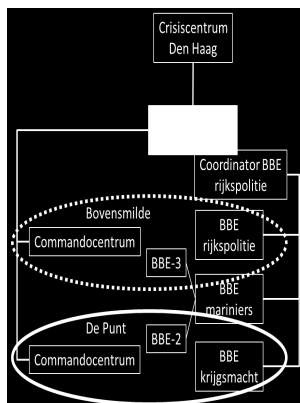 Crisiscentrum
Den Haag
Coordinator BBE
rijkspolitie
Bovensmilde
Commandocentrum
BBE
rijkspolitie
BBE-3
BBE
mariniers
De Punt
BBE-2
Commandocentrum
BBE
krijgsmacht